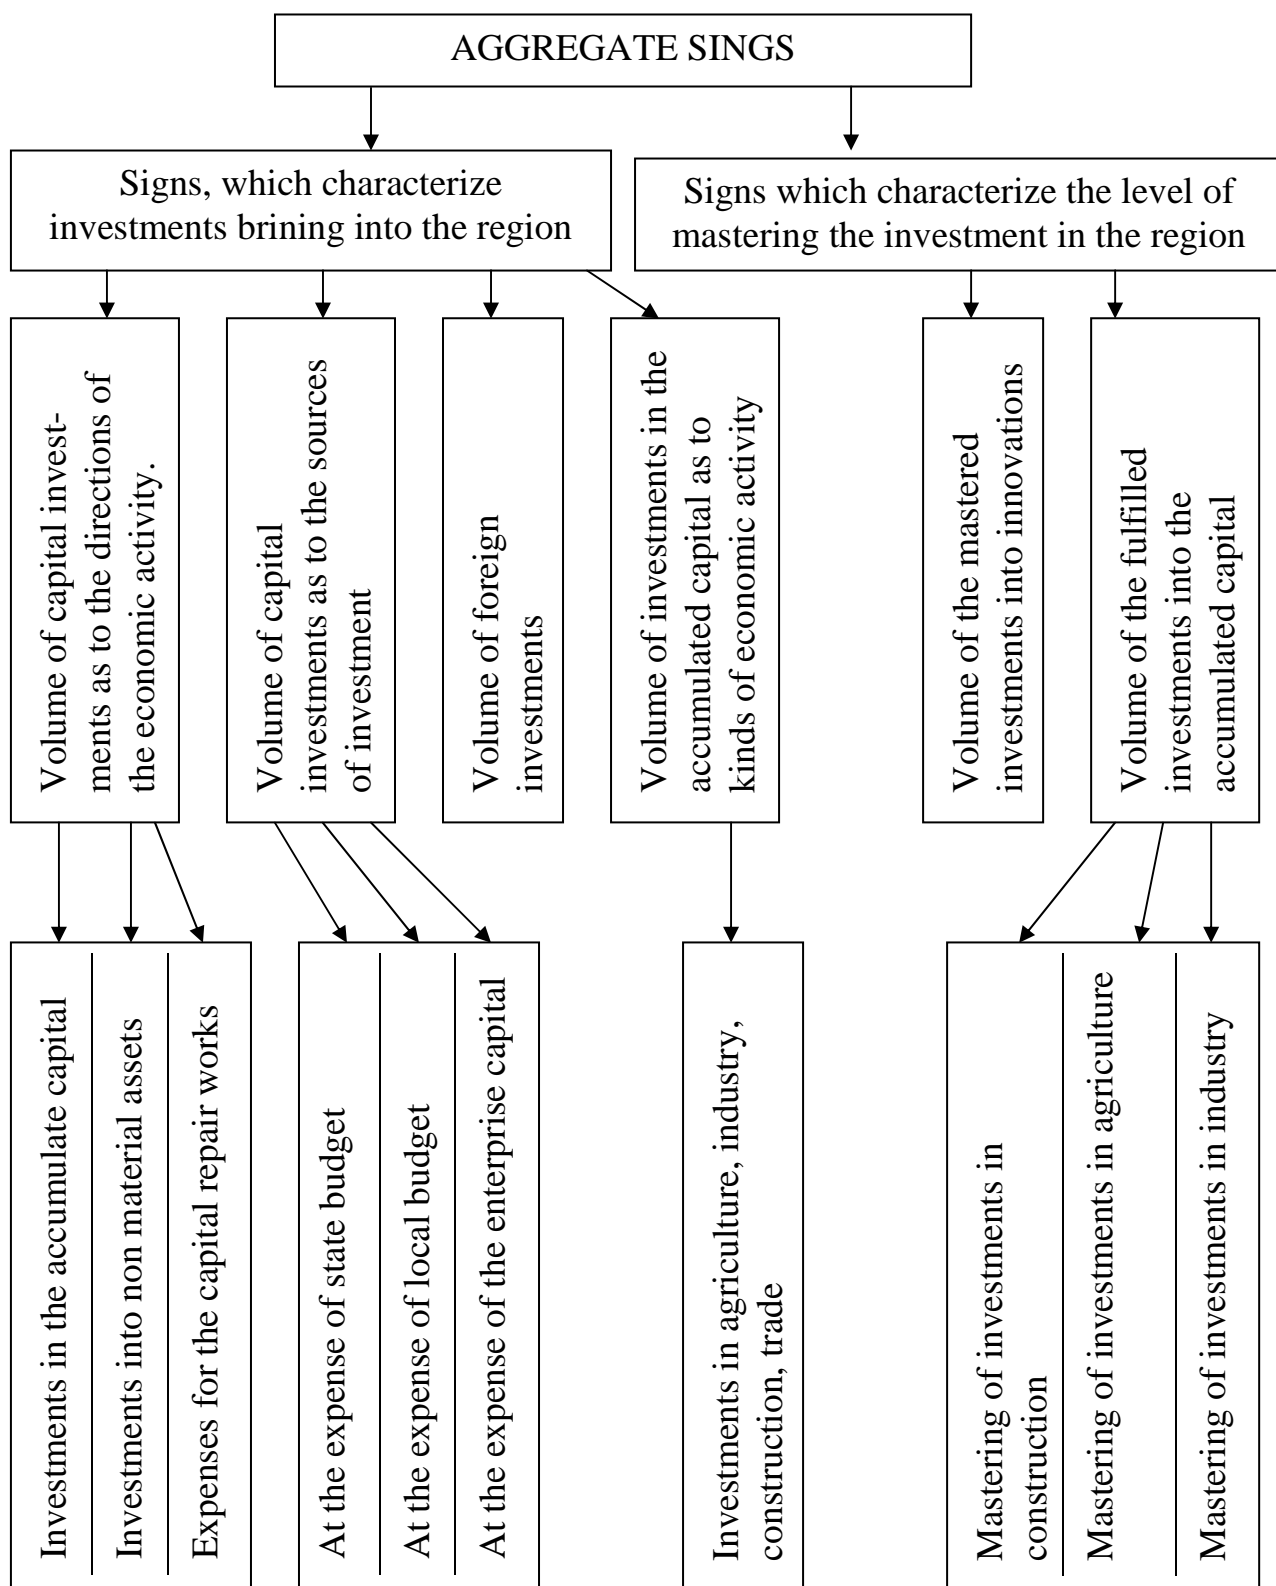 AGGREGATE SINGS
Signs, which characterize
investments brining into the region
Signs which characterize the level of
mastering the investment in the region
Volume of capital invest-
ments as to the directions of
the economic activity.
Volume of capital
investments as to the sources
of investment
Volume of foreign
investments
Volume of investments in the
accumulated capital as to
kinds of economic activity
Volume of the mastered
investments into innovations
Volume of the fulfilled
investments into the
accumulated capital
Investments in the accumulate capital
Investments into non material assets
Expenses for the capital repair works
At the expense of state budget
At the expense of local budget
At the expense of the enterprise capital
Investments in agriculture, industry,
construction, trade
Mastering of investments in
construction
Mastering of investments in agriculture
Mastering of investments in industry